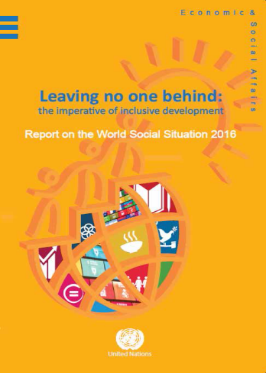 Economic &
Social Affairs
Leaving no one behind:
the imperative of inclusive development
Report on the World Social Situation 2016
United Nations